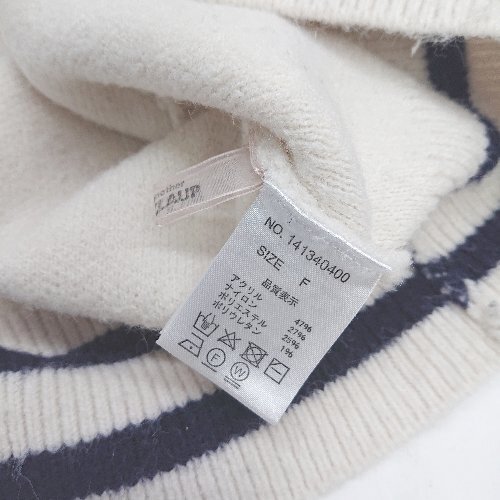 mother
NO. 141340400
SIZE F
品質表示
アクリル 47%
ナイロン 27%
ポリエステル 25%
ポリウレタン 1%
F
W